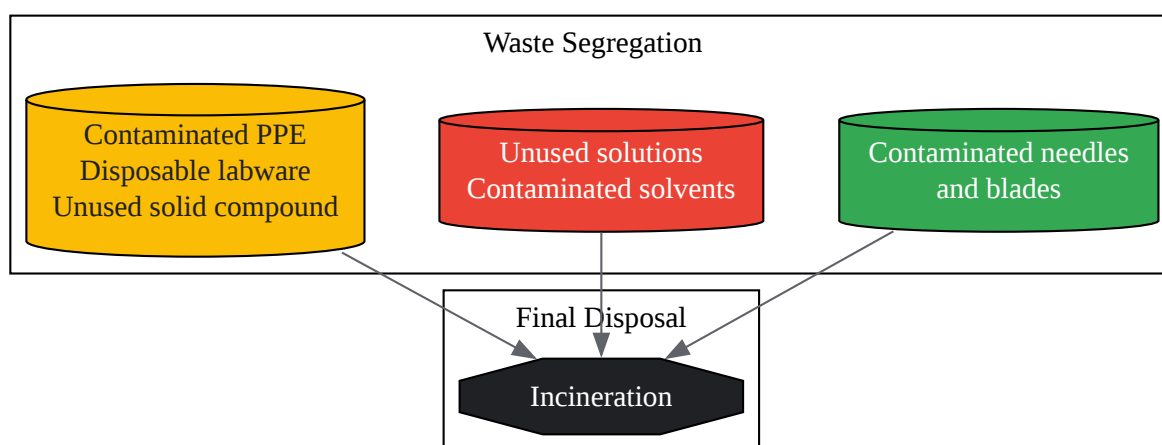 Waste Segregation
Contaminated PPE
Disposable labware
Unused solid compound
Unused solutions
Contaminated solvents
Contaminated needles
and blades
Final Disposal
Incineration